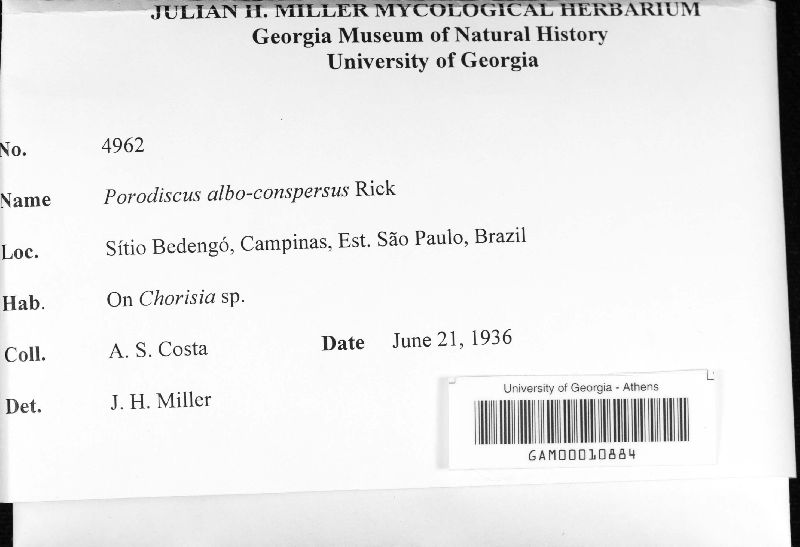 JULIAN H. MILLER MYCOLOGICAL HERBARIUM
Georgia Museum of Natural History
University of Georgia
No. 4962
Name Porodiscus albo-conspersus Rick
Loc. Sítio Bedengó, Campinas, Est. São Paulo, Brazil
Hab. On Chorisia sp.
Coll. A. S. Costa Date June 21, 1936
Det. J. H. Miller
University of Georgia - Athens
GAM00010884